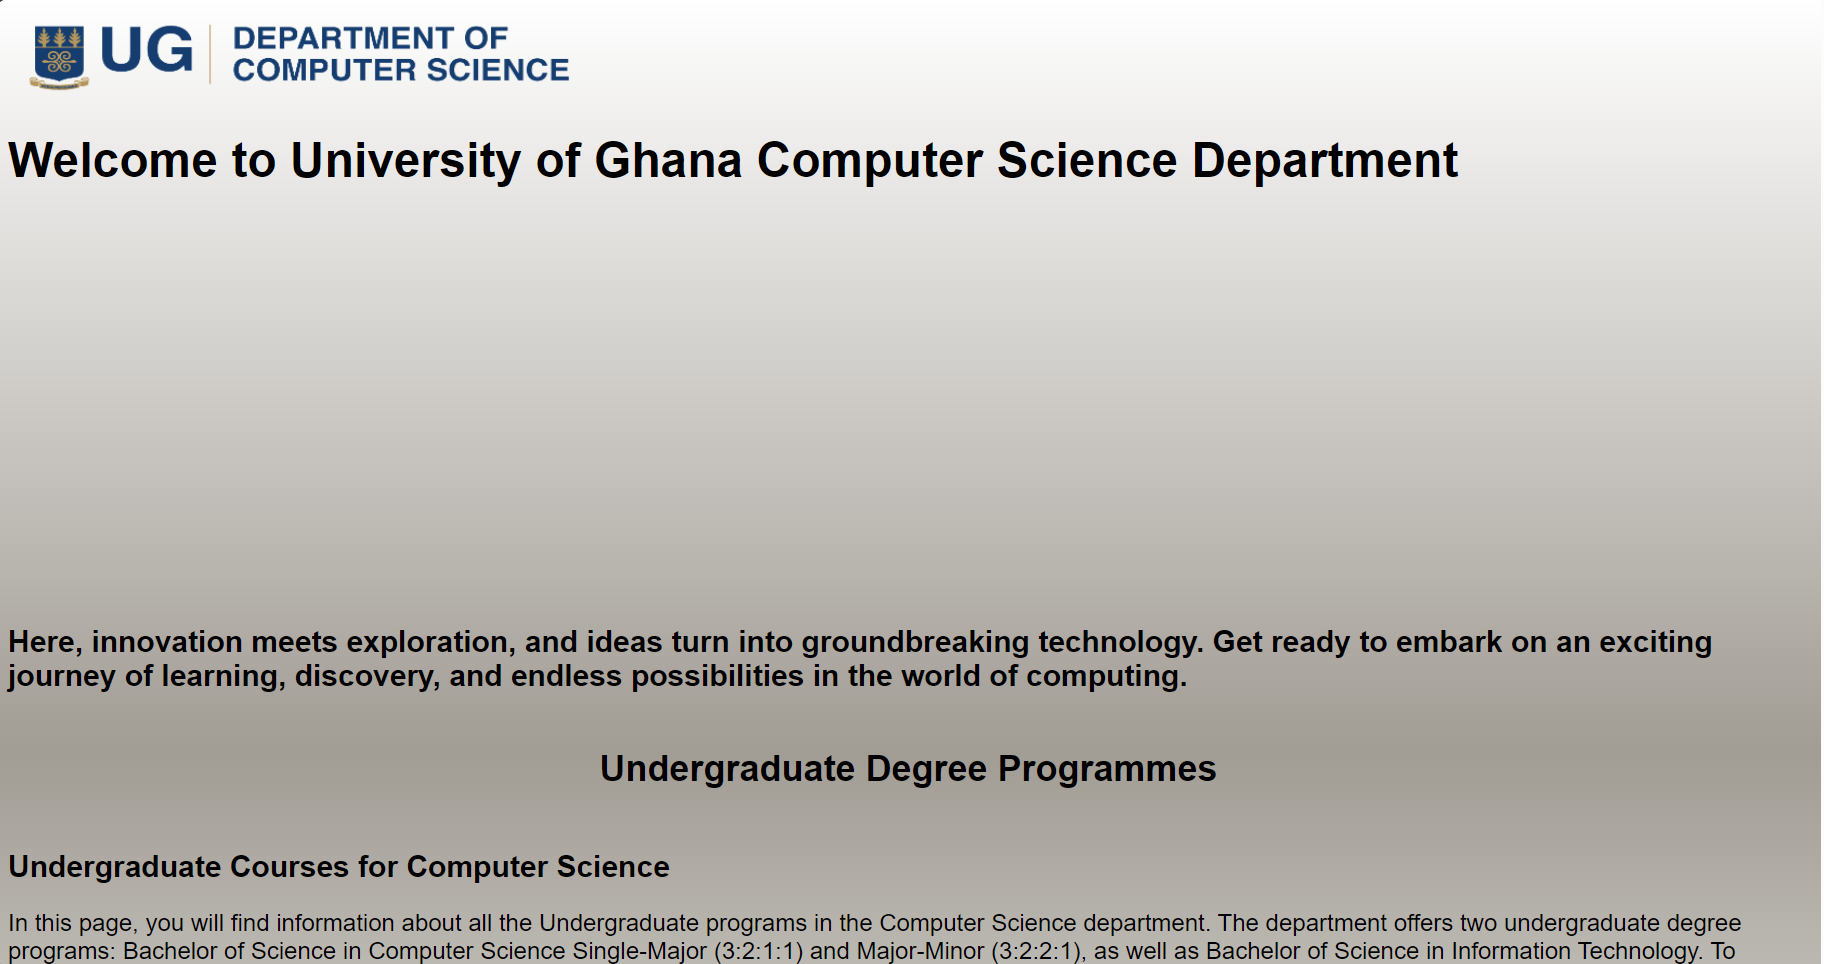 UG
DEPARTMENT OF
COMPUTER SCIENCE
Welcome to University of Ghana Computer Science Department
Here, innovation meets exploration, and ideas turn into groundbreaking technology. Get ready to embark on an exciting
journey of learning, discovery, and endless possibilities in the world of computing.
Undergraduate Degree Programmes
Undergraduate Courses for Computer Science
In this page, you will find information about all the Undergraduate programs in the Computer Science department. The department offers two undergraduate degree
programs: Bachelor of Science in Computer Science Single-Major (3:2:1:1) and Major-Minor (3:2:2:1), as well as Bachelor of Science in Information Technology. To